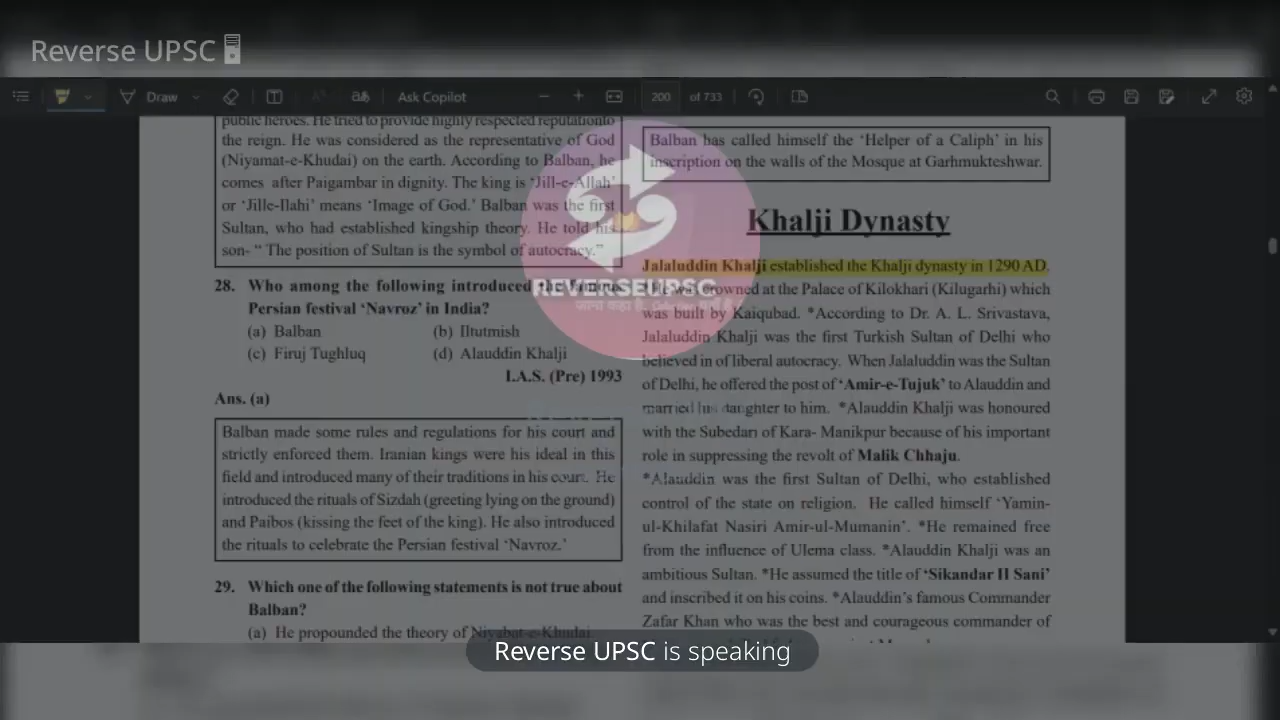 Reverse UPSC
Draw
Ask Copilot
200 of 733
public heroes. He tried to provide highly respected reputationto
the reign. He was considered as the representative of God
(Niyamat-e-Khudai) on the earth. According to Balban, he
comes after Paigambar in dignity. The king is ‘Jill-e-Allah’
or ‘Jille-Ilahi’ means ‘Image of God.’ Balban was the first
Sultan, who had established kingship theory. He told his
son- “ The position of Sultan is the symbol of autocracy.”
28. Who among the following introduced the famous
Persian festival ‘Navroz’ in India?
(a) Balban (b) Iltutmish
(c) Firuj Tughluq (d) Alauddin Khalji
I.A.S. (Pre) 1993
Ans. (a)
Balban made some rules and regulations for his court and
strictly enforced them. Iranian kings were his ideal in this
field and introduced many of their traditions in his court. He
introduced the rituals of Sizdah (greeting lying on the ground)
and Paibos (kissing the feet of the king). He also introduced
the rituals to celebrate the Persian festival ‘Navroz.’
29. Which one of the following statements is not true about
Balban?
(a) He propounded the theory of Niyabat-e-Khudai
Balban has called himself the ‘Helper of a Caliph’ in his
inscription on the walls of the Mosque at Garhmukteshwar.
Khalji Dynasty
Jalaluddin Khalji established the Khalji dynasty in 1290 AD.
*He was crowned at the Palace of Kilokhari (Kilugarhi) which
was built by Kaiqubad. *According to Dr. A. L. Srivastava,
Jalaluddin Khalji was the first Turkish Sultan of Delhi who
believed in of liberal autocracy. When Jalaluddin was the Sultan
of Delhi, he offered the post of ‘Amir-e-Tujuk’ to Alauddin and
married his daughter to him. *Alauddin Khalji was honoured
with the Subedari of Kara- Manikpur because of his important
role in suppressing the revolt of Malik Chhaju.
*Alauddin was the first Sultan of Delhi, who established
control of the state on religion. He called himself ‘Yamin-
ul-Khilafat Nasiri Amir-ul-Mumanin’. *He remained free
from the influence of Ulema class. *Alauddin Khalji was an
ambitious Sultan. *He assumed the title of ‘Sikandar II Sani’
and inscribed it on his coins. *Alauddin’s famous Commander
Zafar Khan who was the best and courageous commander of
REVERSEUPSC
Reverse UPSC is speaking